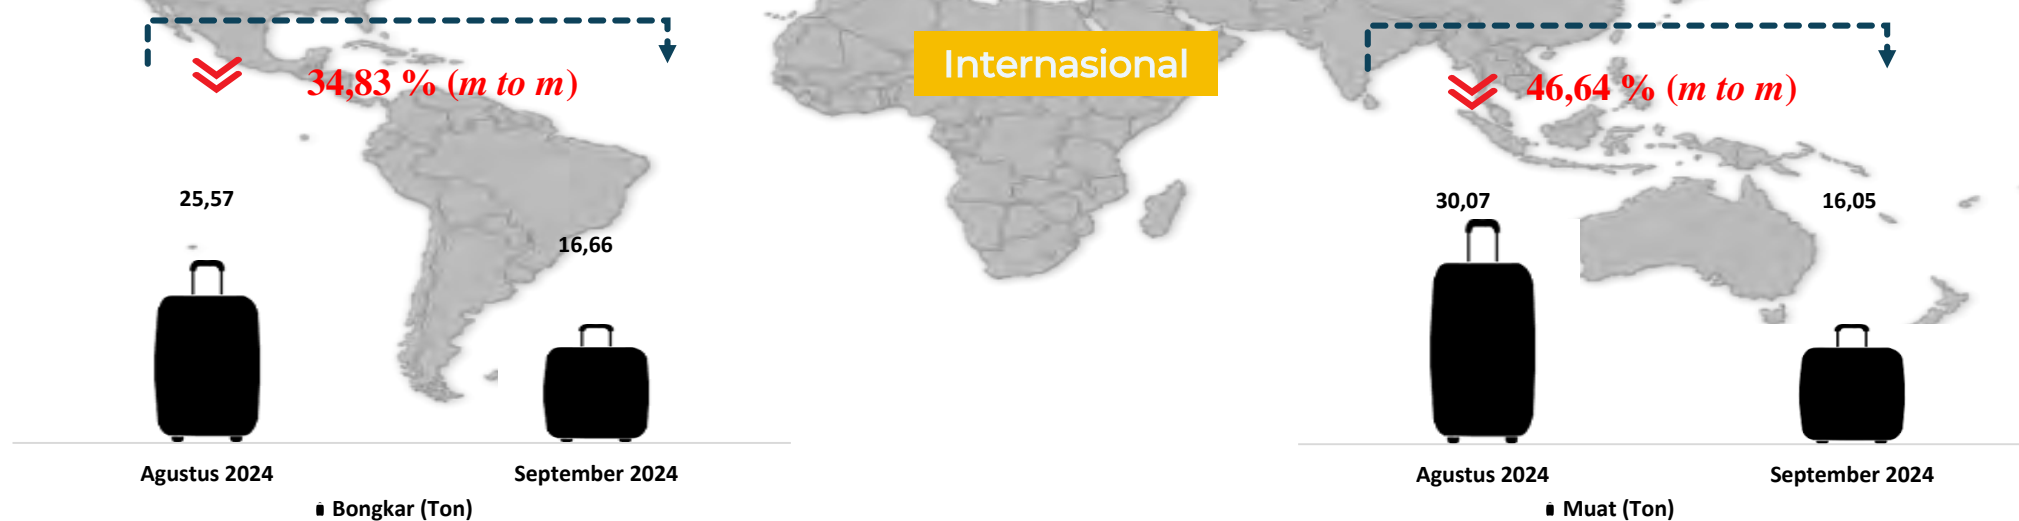 Internasional
34,83 % (m to m)
25,57
16,66
Agustus 2024
September 2024
Bongkar (Ton)
46,64 % (m to m)
30,07
16,05
Agustus 2024
September 2024
Muat (Ton)